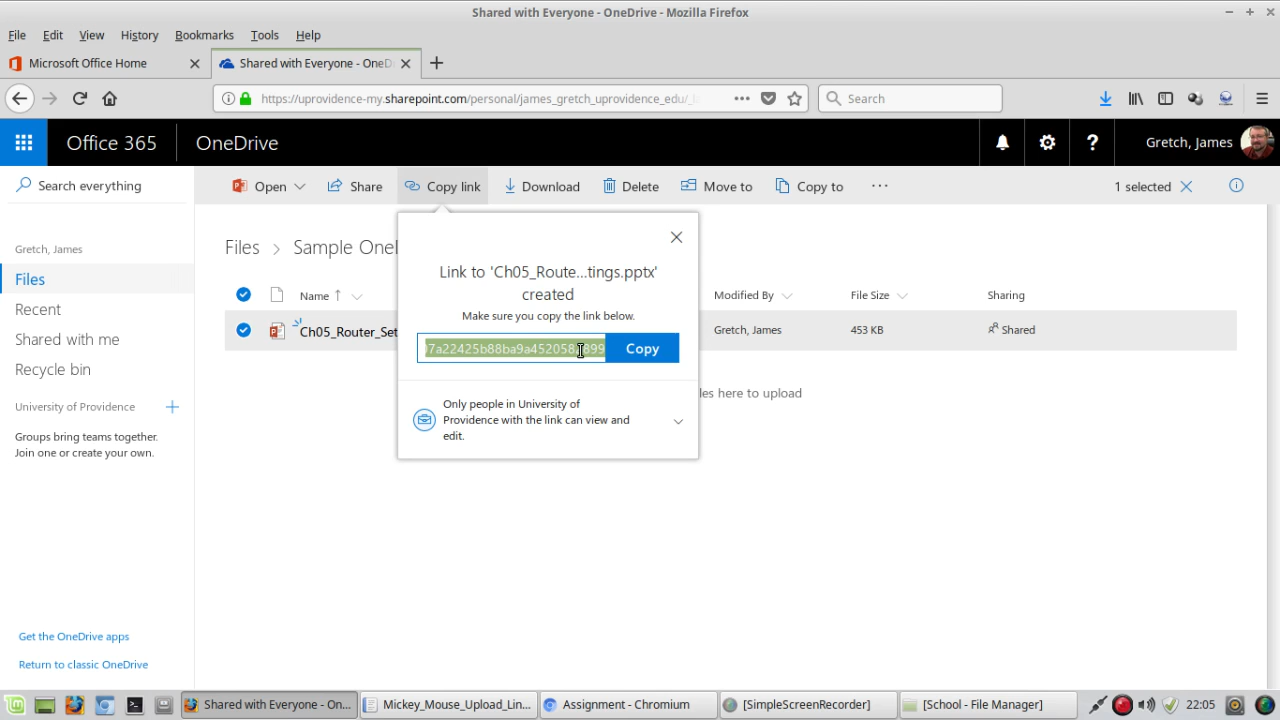 Shared with Everyone - OneDrive - Mozilla Firefox
File Edit View History Bookmarks Tools Help
Microsoft Office Home
Shared with Everyone - OneD
https://uprovidence-my.sharepoint.com/personal/james_gretch_uprovidence_edu/_la
Search
Office 365
OneDrive
Gretch, James
Search everything
Open
Share
Copy link
Download
Delete
Move to
Copy to
1 selected
Gretch, James
Files
Recent
Shared with me
Recycle bin
University of Providence
Groups bring teams together.
Join one or create your own.
Get the OneDrive apps
Return to classic OneDrive
Files > Sample Onel
Name
Modified By
File Size
Sharing
Ch05_Router_Set
Gretch, James
453 KB
Shared
les here to upload
Link to 'Ch05_Route...tings.pptx'
created
Make sure you copy the link below.
Copy
Only people in University of
Providence with the link can view and
edit.
Shared with Everyone - On...
Mickey_Mouse_Upload_Lin...
Assignment - Chromium
[SimpleScreenRecorder]
[School - File Manager]
22:05